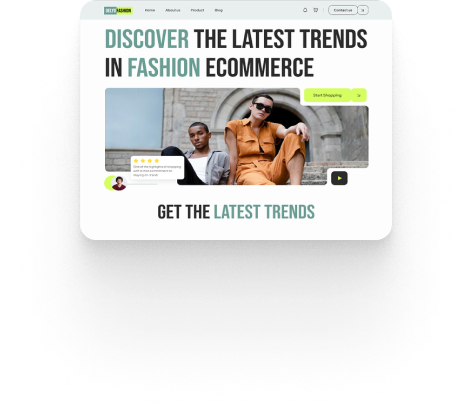 FASHION
Home About us Product Blog
Contact us
DISCOVER THE LATEST TRENDS
IN FASHION ECOMMERCE
Start Shopping
GET THE LATEST TRENDS